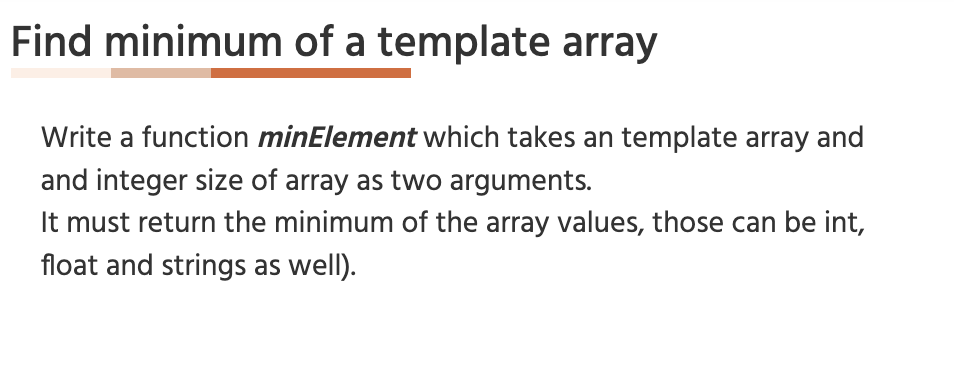 Find minimum of a template array
Write a function minElement which takes an template array and
and integer size of array as two arguments.
It must return the minimum of the array values, those can be int,
float and strings as well).